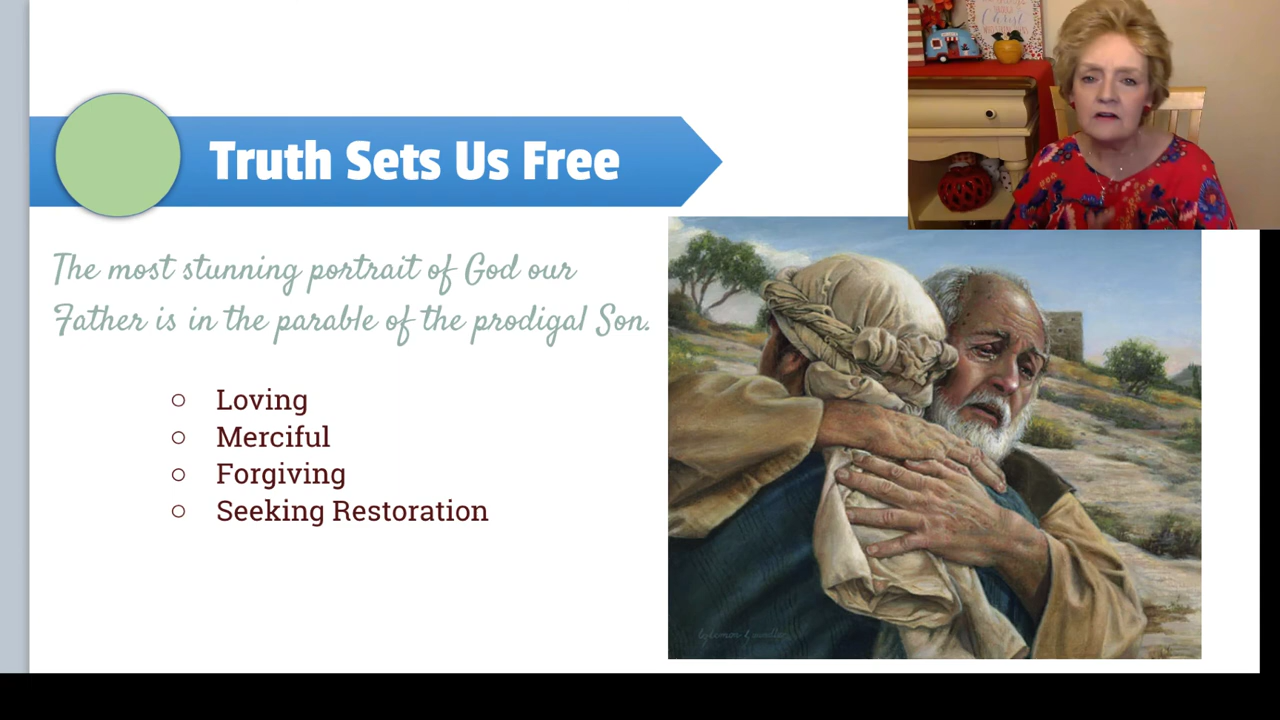 Christ
Truth Sets Us Free
The most stunning portrait of God our
Father is in the parable of the prodigal Son.
Loving
Merciful
Forgiving
Seeking Restoration